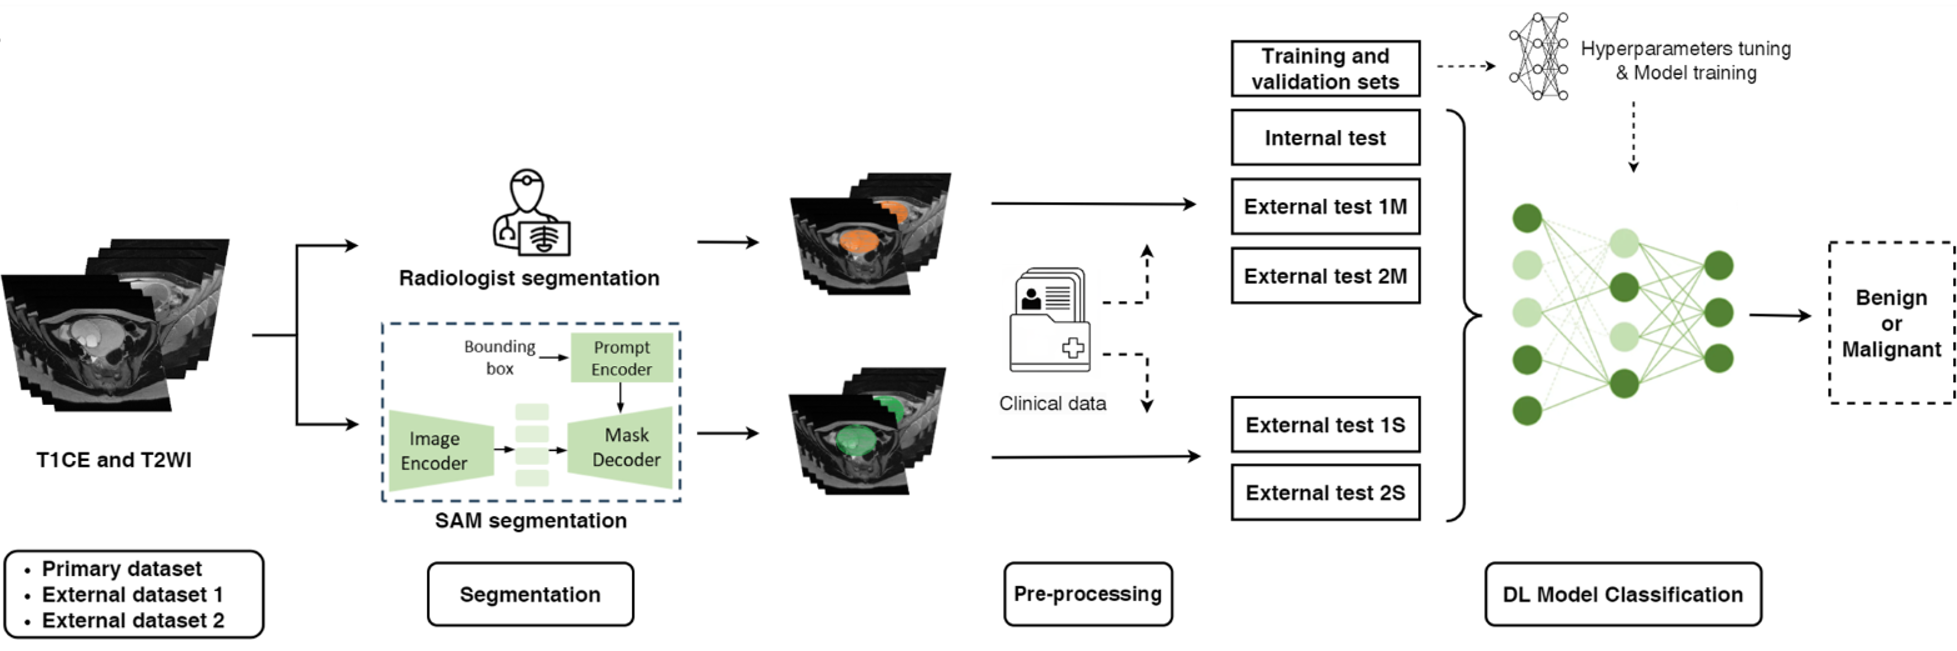 T1CE and T2WI
• Primary dataset
• External dataset 1
• External dataset 2
Radiologist segmentation
Bounding
box
Prompt
Encoder
Image
Encoder
Mask
Decoder
SAM segmentation
Segmentation
Clinical data
Pre-processing
Training and
validation sets
Internal test
External test 1M
External test 2M
External test 1S
External test 2S
Hyperparameters tuning
& Model training
DL Model Classification
Benign
or
Malignant